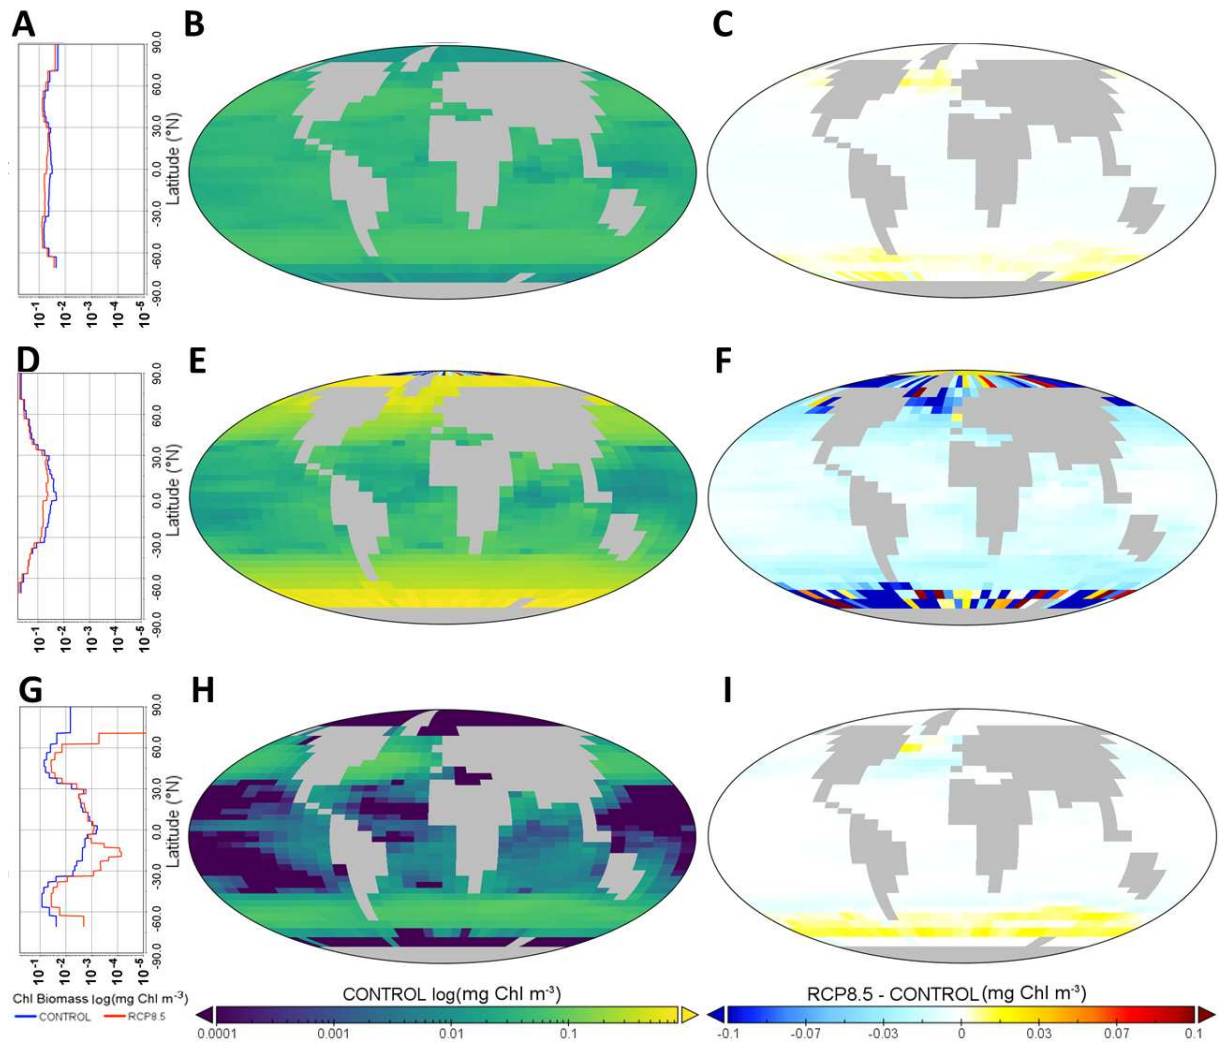 A
B
C
90.0
60.0
30.0
0.0
-30.0
-60.0
-90.0
Latitude (°N)
10⁻¹ 10⁻² 10⁻³ 10⁻⁴ 10⁻⁵
D
E
F
90.0
60.0
30.0
0.0
-30.0
-60.0
-90.0
Latitude (°N)
10⁻¹ 10⁻² 10⁻³ 10⁻⁴ 10⁻⁵
G
H
I
90.0
60.0
30.0
0.0
-30.0
-60.0
-90.0
Latitude (°N)
10⁻¹ 10⁻² 10⁻³ 10⁻⁴ 10⁻⁵
Chl Biomass log(mg Chl m⁻³)
CONTROL RCP8.5
CONTROL log(mg Chl m⁻³)
0.0001 0.001 0.01 0.1
RCP8.5 - CONTROL (mg Chl m⁻³)
-0.1 -0.07 -0.03 0 0.03 0.07 0.1